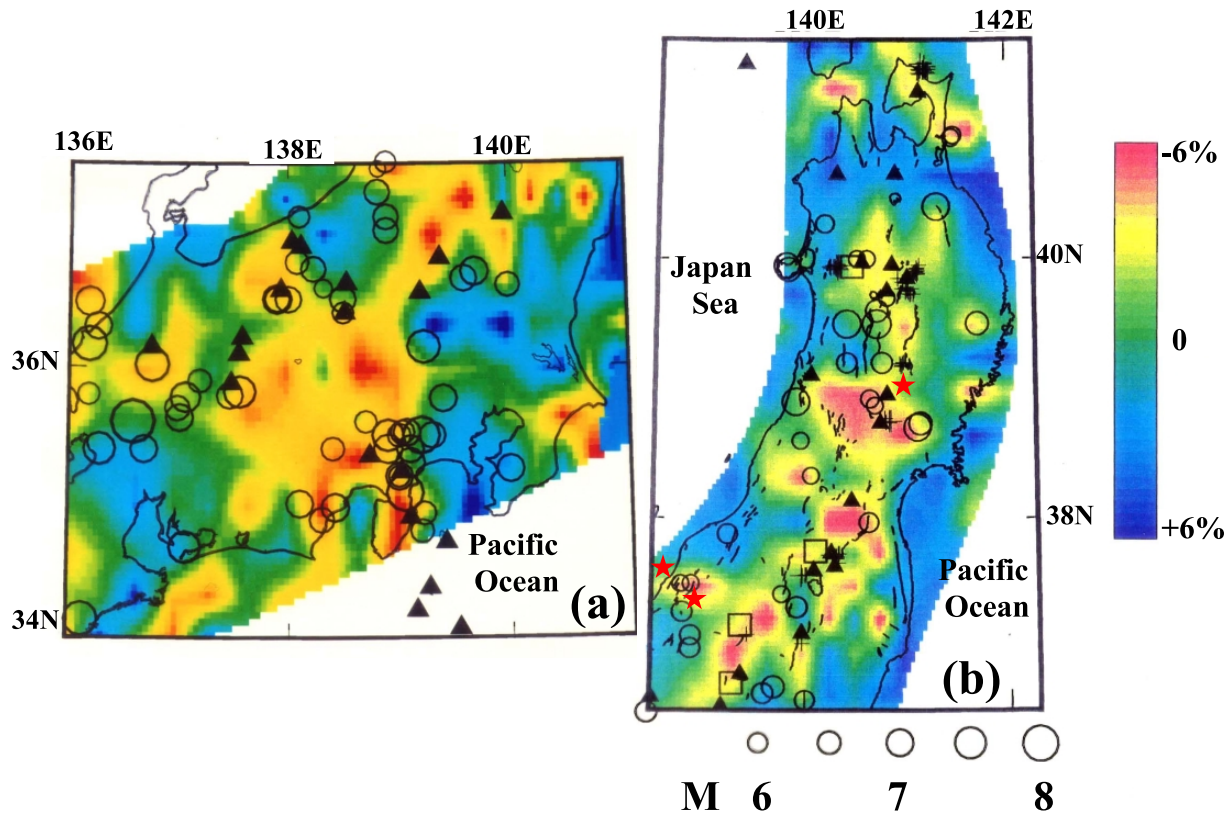 140E
142E
136E
138E
140E
-6%
Japan
Sea
40N
0
36N
38N
+6%
Pacific
Ocean
(a)
34N
Pacific
Ocean
(b)
M 6 7 8